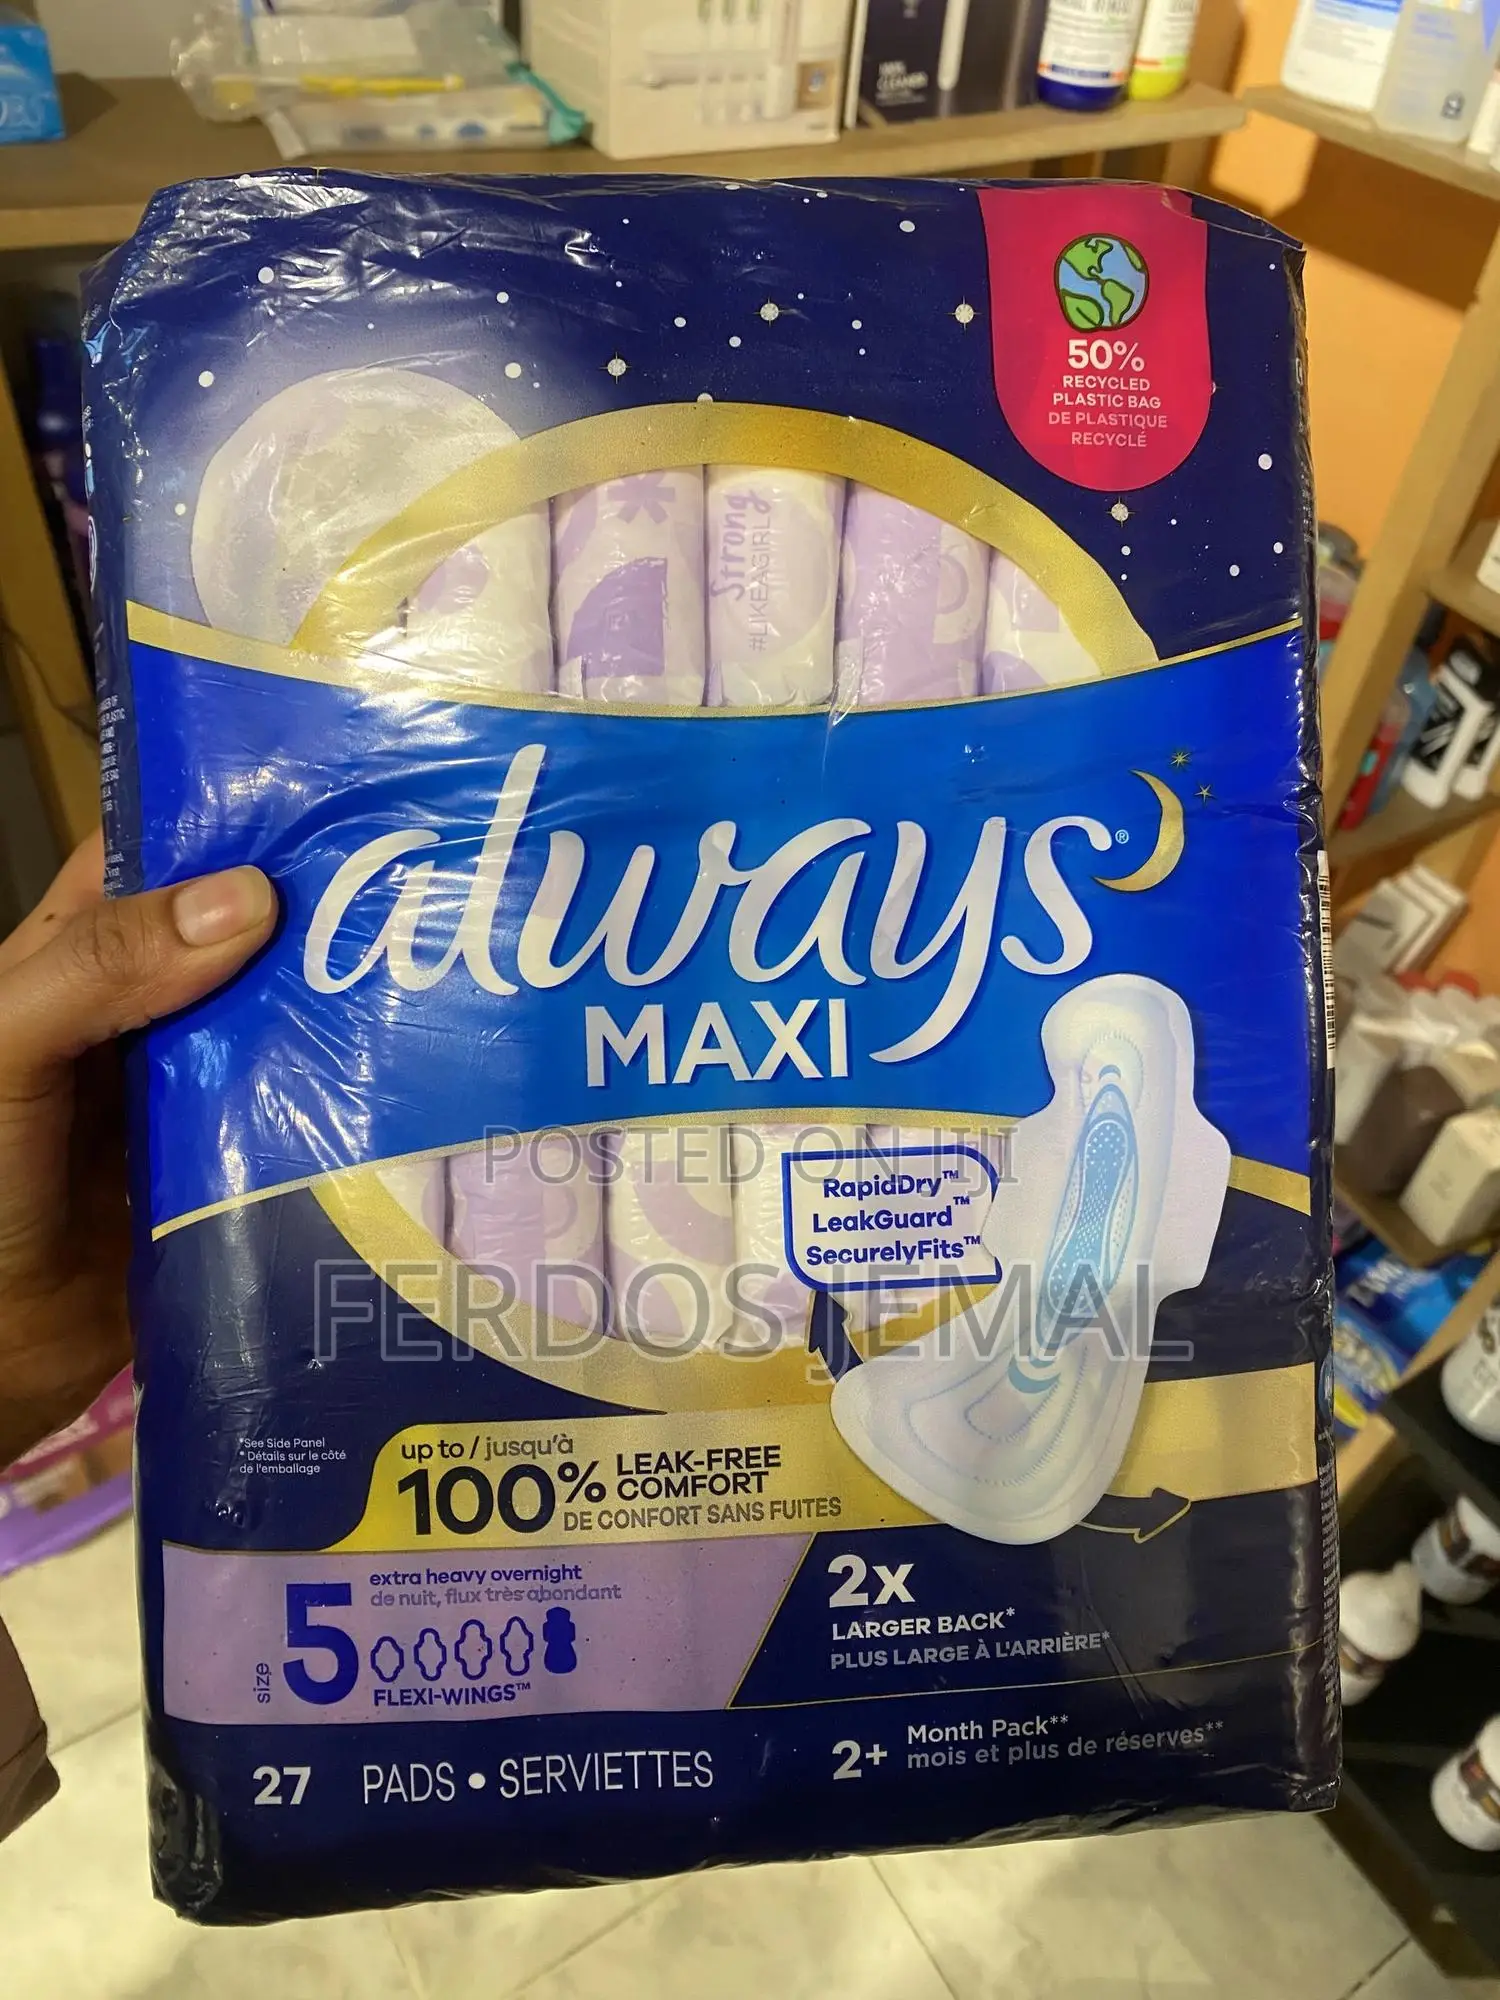 50%
RECYCLED
PLASTIC BAG
DE PLASTIQUE
RECYCLÉ
Strong
#LIKEAGIRL
always®
MAXI
POSTED ON JIJI
RapidDry™
LeakGuard™
SecurelyFits™
FERDOS JEMAL
*See Side Panel
* Détails sur le côté
de l'emballage
up to / jusqu'à
100% LEAK-FREE
COMFORT
DE CONFORT SANS FUITES
size 5
extra heavy overnight
de nuit, flux très abondant
FLEXI-WINGS™
2x
LARGER BACK*
PLUS LARGE À L'ARRIÈRE*
27 PADS • SERVIETTES
2+ Month Pack**
mois et plus de réserves**